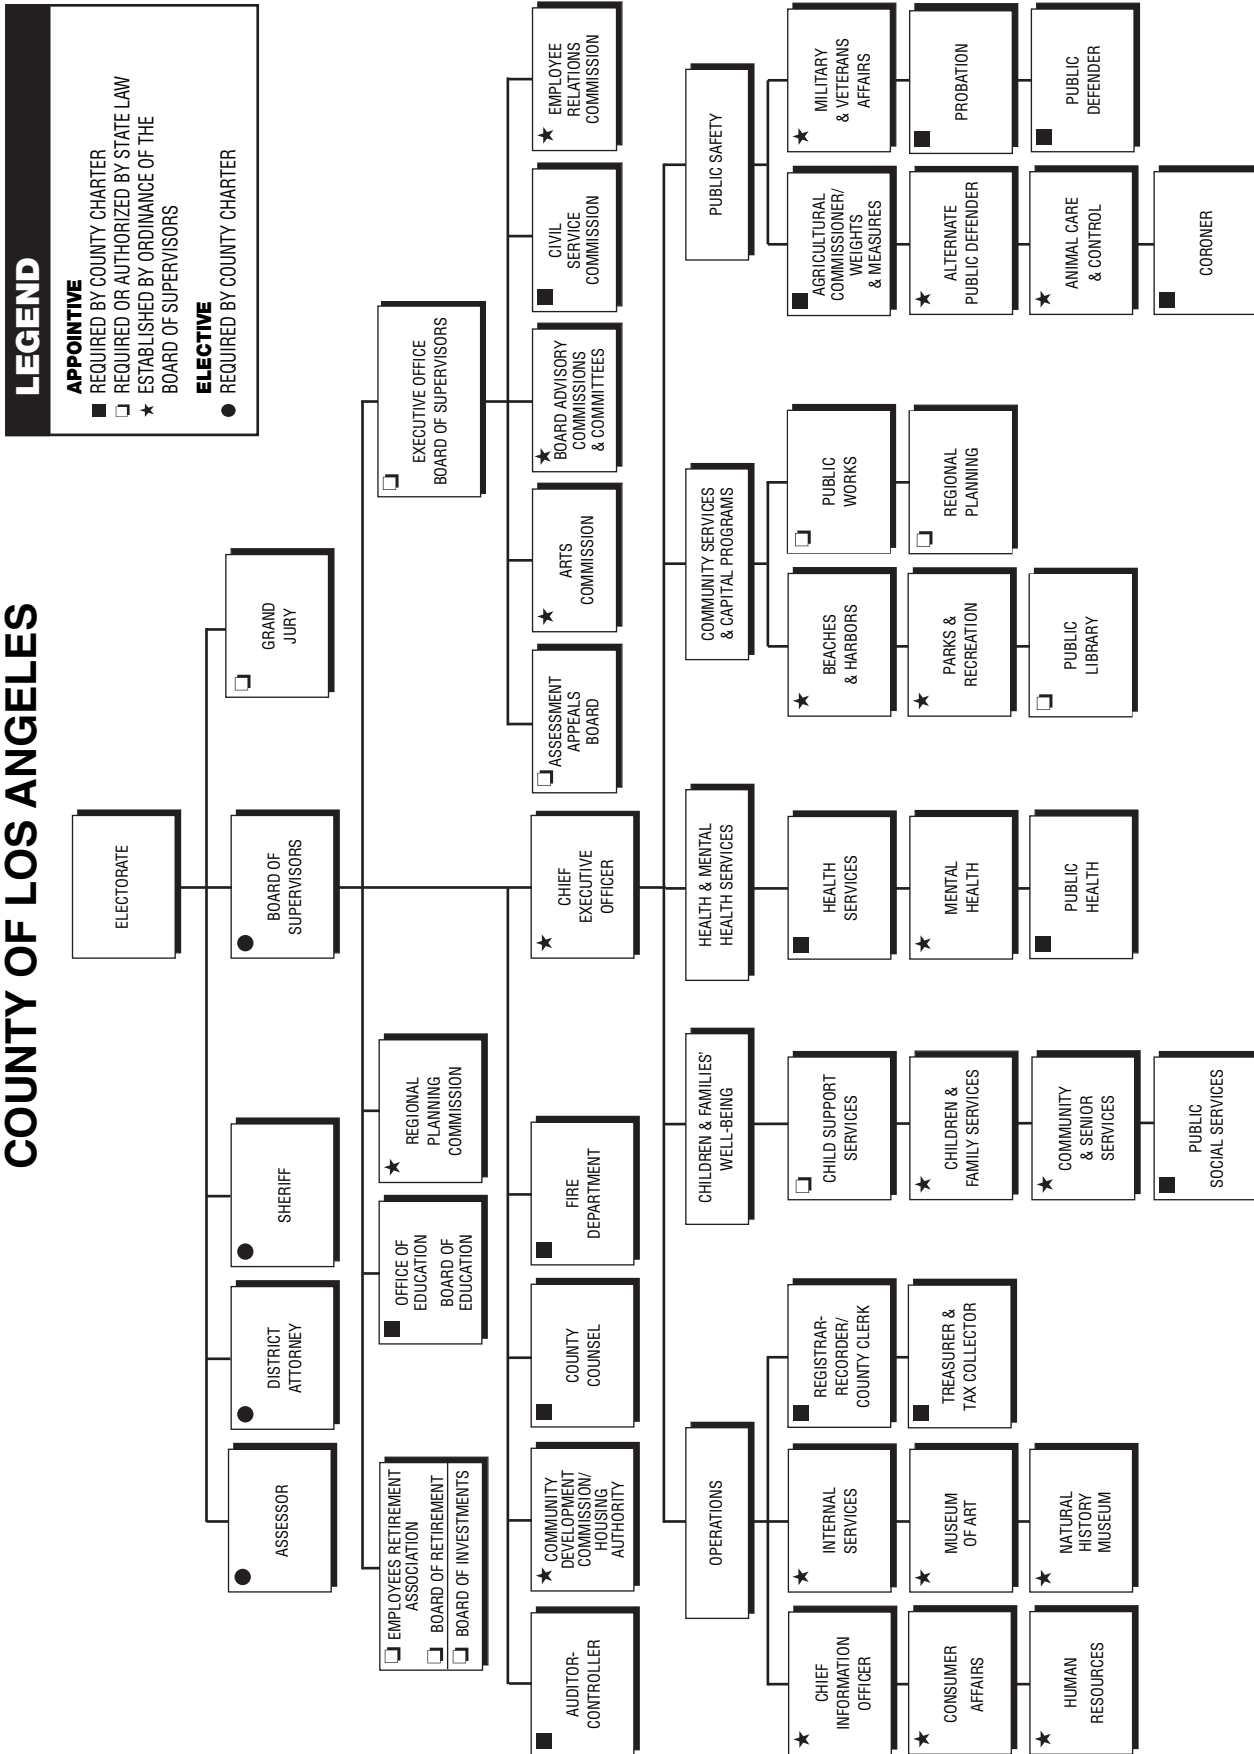 COUNTY OF LOS ANGELES
LEGEND
APPOINTIVE
■ REQUIRED BY COUNTY CHARTER
❏ REQUIRED OR AUTHORIZED BY STATE LAW
★ ESTABLISHED BY ORDINANCE OF THE
BOARD OF SUPERVISORS
ELECTIVE
● REQUIRED BY COUNTY CHARTER
ELECTORATE
● ASSESSOR
● DISTRICT
ATTORNEY
● SHERIFF
● BOARD OF
SUPERVISORS
❏ GRAND
JURY
❏ EMPLOYEES RETIREMENT
ASSOCIATION
❏ BOARD OF RETIREMENT
❏ BOARD OF INVESTMENTS
■ OFFICE OF
EDUCATION
BOARD OF
EDUCATION
★ REGIONAL
PLANNING
COMMISSION
❏ EXECUTIVE OFFICE
BOARD OF SUPERVISORS
■ AUDITOR-
CONTROLLER
★ COMMUNITY
DEVELOPMENT
COMMISSION/
HOUSING
AUTHORITY
■ COUNTY
COUNSEL
■ FIRE
DEPARTMENT
★ CHIEF
EXECUTIVE
OFFICER
❏ ASSESSMENT
APPEALS
BOARD
★ ARTS
COMMISSION
★ BOARD ADVISORY
COMMISSIONS
& COMMITTEES
■ CIVIL
SERVICE
COMMISSION
★ EMPLOYEE
RELATIONS
COMMISSION
OPERATIONS
CHILDREN & FAMILIES'
WELL-BEING
HEALTH & MENTAL
HEALTH SERVICES
COMMUNITY SERVICES
& CAPITAL PROGRAMS
PUBLIC SAFETY
★ CHIEF
INFORMATION
OFFICER
★ INTERNAL
SERVICES
■ REGISTRAR-
RECORDER/
COUNTY CLERK
❏ CHILD SUPPORT
SERVICES
■ HEALTH
SERVICES
★ BEACHES
& HARBORS
❏ PUBLIC
WORKS
■ AGRICULTURAL
COMMISSIONER/
WEIGHTS
& MEASURES
★ MILITARY
& VETERANS
AFFAIRS
★ CONSUMER
AFFAIRS
★ MUSEUM
OF ART
■ TREASURER &
TAX COLLECTOR
★ CHILDREN &
FAMILY SERVICES
★ MENTAL
HEALTH
★ PARKS &
RECREATION
❏ REGIONAL
PLANNING
★ ALTERNATE
PUBLIC DEFENDER
■ PROBATION
★ HUMAN
RESOURCES
★ NATURAL
HISTORY
MUSEUM
★ COMMUNITY
& SENIOR
SERVICES
■ PUBLIC
HEALTH
❏ PUBLIC
LIBRARY
★ ANIMAL CARE
& CONTROL
■ PUBLIC
DEFENDER
■ PUBLIC
SOCIAL SERVICES
■ CORONER